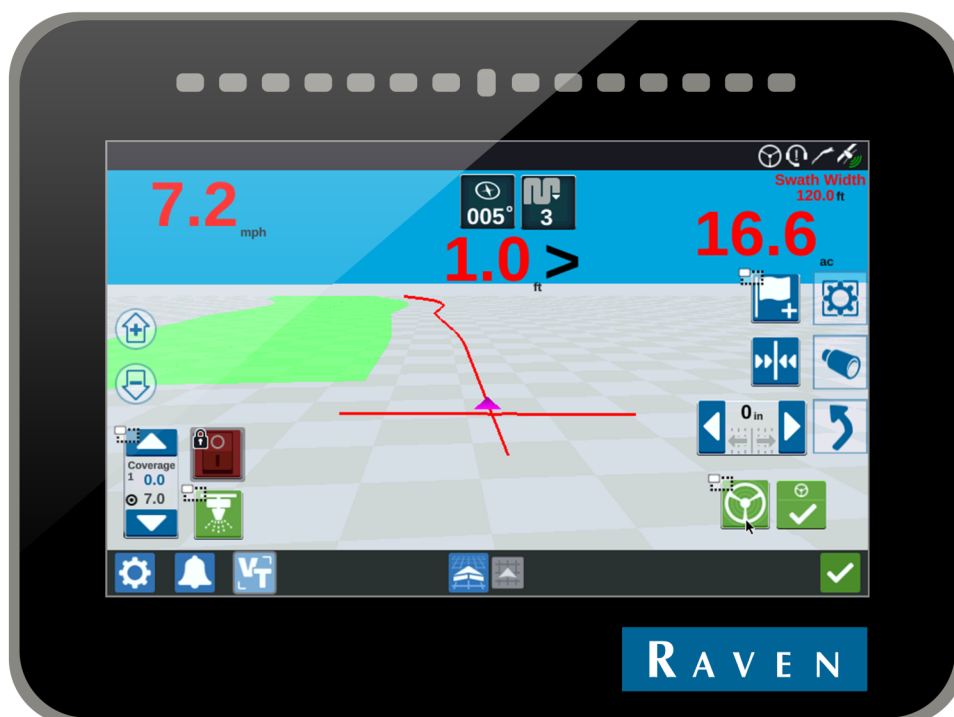 Swath Width
120.0 ft
7.2 mph
005°
3
16.6 ac
1.0 > ft
0 in
Coverage
1 0.0
7.0
VT
RAVEN